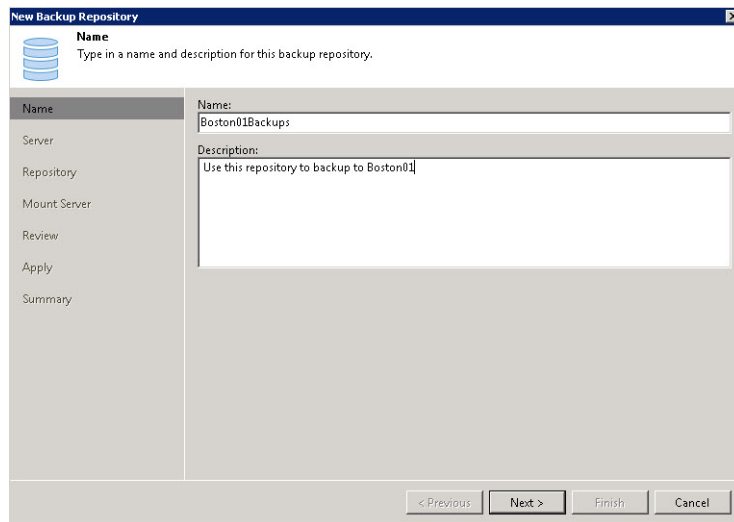 New Backup Repository
Name
Type in a name and description for this backup repository.
Name
Server
Repository
Mount Server
Review
Apply
Summary
Name:
Boston01Backups
Description:
Use this repository to backup to Boston01
< Previous
Next >
Finish
Cancel